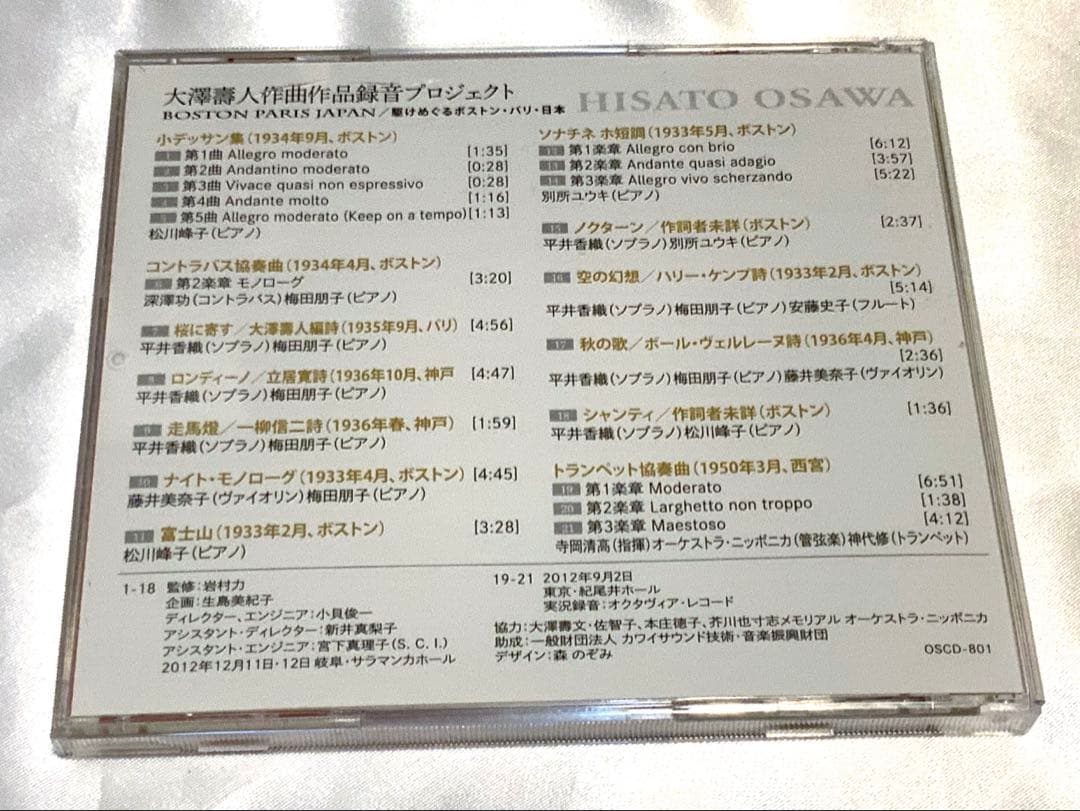 大澤壽人作曲作品録音プロジェクト
BOSTON PARIS JAPAN／駆けめぐるボストン・パリ・日本
HISATO OSAWA
小デッサン集（1934年9月、ボストン）
1 第1曲 Allegro moderato [1:35]
2 第2曲 Andantino moderato [0:28]
3 第3曲 Vivace quasi non espressivo [0:28]
4 第4曲 Andante molto [1:16]
5 第5曲 Allegro moderato (Keep on a tempo) [1:13]
松川峰子（ピアノ）
コントラバス協奏曲（1934年4月、ボストン）
6 第2楽章 モノローグ [3:20]
深澤功（コントラバス）梅田朋子（ピアノ）
7 桜に寄す／大澤壽人編詩（1935年9月、パリ） [4:56]
平井香織（ソプラノ）梅田朋子（ピアノ）
8 ロンディーノ／立居寛詩（1936年10月、神戸 [4:47]
平井香織（ソプラノ）梅田朋子（ピアノ）
9 走馬燈／一柳信二詩（1936年春、神戸） [1:59]
平井香織（ソプラノ）梅田朋子（ピアノ）
10 ナイト・モノローグ（1933年4月、ボストン） [4:45]
藤井美奈子（ヴァイオリン）梅田朋子（ピアノ）
11 富士山（1933年2月、ボストン） [3:28]
松川峰子（ピアノ）
ソナチネ ホ短調（1933年5月、ボストン）
12 第1楽章 Allegro con brio [6:12]
13 第2楽章 Andante quasi adagio [3:57]
14 第3楽章 Allegro vivo scherzando [5:22]
別所ユウキ（ピアノ）
15 ノクターン／作詞者未詳（ボストン） [2:37]
平井香織（ソプラノ）別所ユウキ（ピアノ）
16 空の幻想／ハリー・ケンプ詩（1933年2月、ボストン）
[5:14]
平井香織（ソプラノ）梅田朋子（ピアノ）安藤史子（フルート）
17 秋の歌／ポール・ヴェルレーヌ詩（1936年4月、神戸）
[2:36]
平井香織（ソプラノ）梅田朋子（ピアノ）藤井美奈子（ヴァイオリン）
18 シャンティ／作詞者未詳（ボストン） [1:36]
平井香織（ソプラノ）松川峰子（ピアノ）
トランペット協奏曲（1950年3月、西宮）
19 第1楽章 Moderato [6:51]
20 第2楽章 Larghetto non troppo [1:38]
21 第3楽章 Maestoso [4:12]
寺岡清高（指揮）オーケストラ・ニッポニカ（管弦楽）神代修（トランペット）
1-18 監修：岩村力
企画：生島美紀子
ディレクター、エンジニア：小貝俊一
アシスタント・ディレクター：新井真梨子
アシスタント・エンジニア：宮下真理子（S. C. I.）
2012年12月11日・12日 岐阜・サラマンカホール
19-21 2012年9月2日
東京・紀尾井ホール
実況録音：オクタヴィア・レコード
協力：大澤壽文・佐智子、本庄徳子、芥川也寸志メモリアル オーケストラ・ニッポニカ
助成：一般財団法人 カワイサウンド技術・音楽振興財団
デザイン：森 のぞみ
OSCD-801